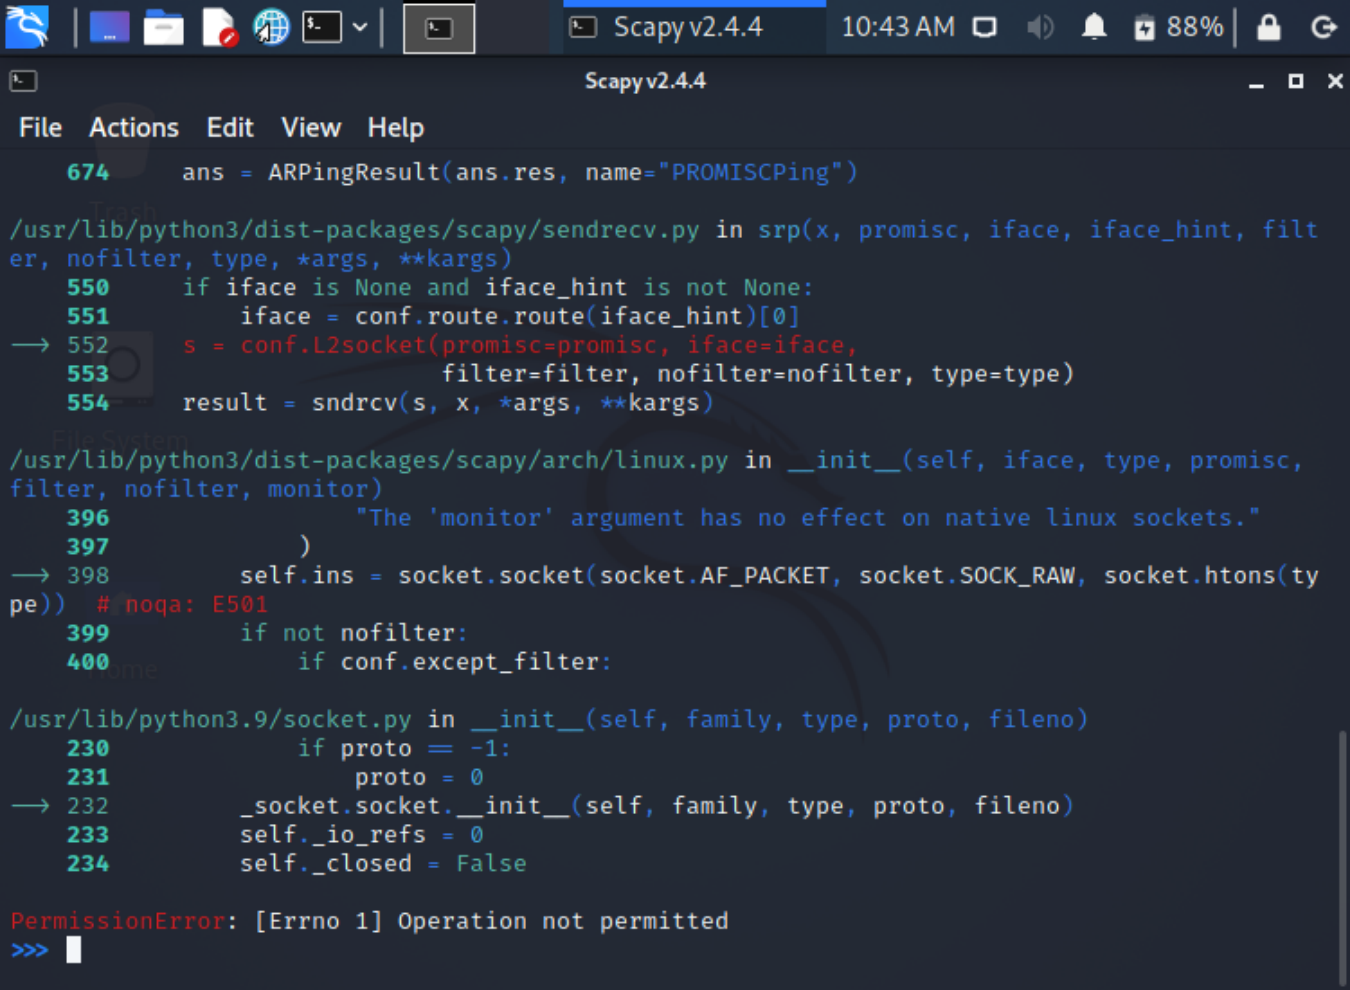 Scapy v2.4.4
10:43 AM
88%
Scapy v2.4.4
File Actions Edit View Help
674 ans = ARPingResult(ans.res, name="PROMISCPing")
Trash
/usr/lib/python3/dist-packages/scapy/sendrecv.py in srp(x, promisc, iface, iface_hint, filt
er, nofilter, type, *args, **kargs)
550 if iface is None and iface_hint is not None:
551 iface = conf.route.route(iface_hint)[0]
--> 552 s = conf.L2socket(promisc=promisc, iface=iface,
553 filter=filter, nofilter=nofilter, type=type)
554 result = sndrcv(s, x, *args, **kargs)
File System
/usr/lib/python3/dist-packages/scapy/arch/linux.py in __init__(self, iface, type, promisc,
filter, nofilter, monitor)
396 "The 'monitor' argument has no effect on native linux sockets."
397 )
--> 398 self.ins = socket.socket(socket.AF_PACKET, socket.SOCK_RAW, socket.htons(ty
pe)) # noqa: E501
399 if not nofilter:
400 if conf.except_filter:
Home
/usr/lib/python3.9/socket.py in __init__(self, family, type, proto, fileno)
230 if proto == -1:
231 proto = 0
--> 232 _socket.socket.__init__(self, family, type, proto, fileno)
233 self._io_refs = 0
234 self._closed = False
PermissionError: [Errno 1] Operation not permitted
>>>